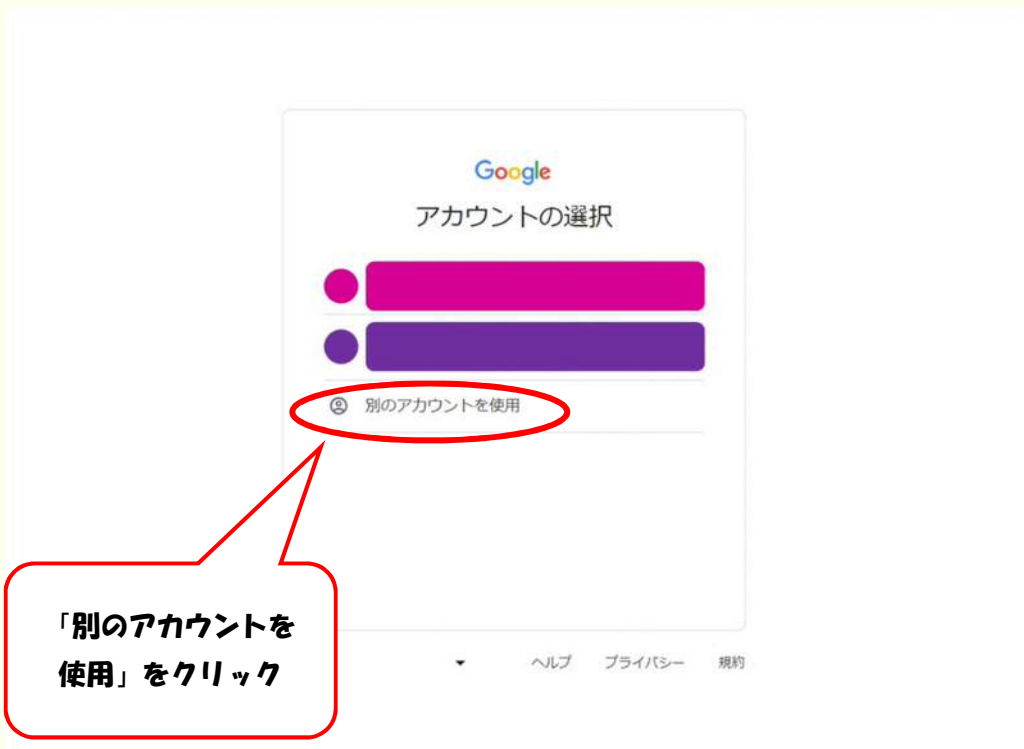 Google
アカウントの選択
別のアカウントを使用
「別のアカウントを
使用」をクリック
ヘルプ プライバシー 規約